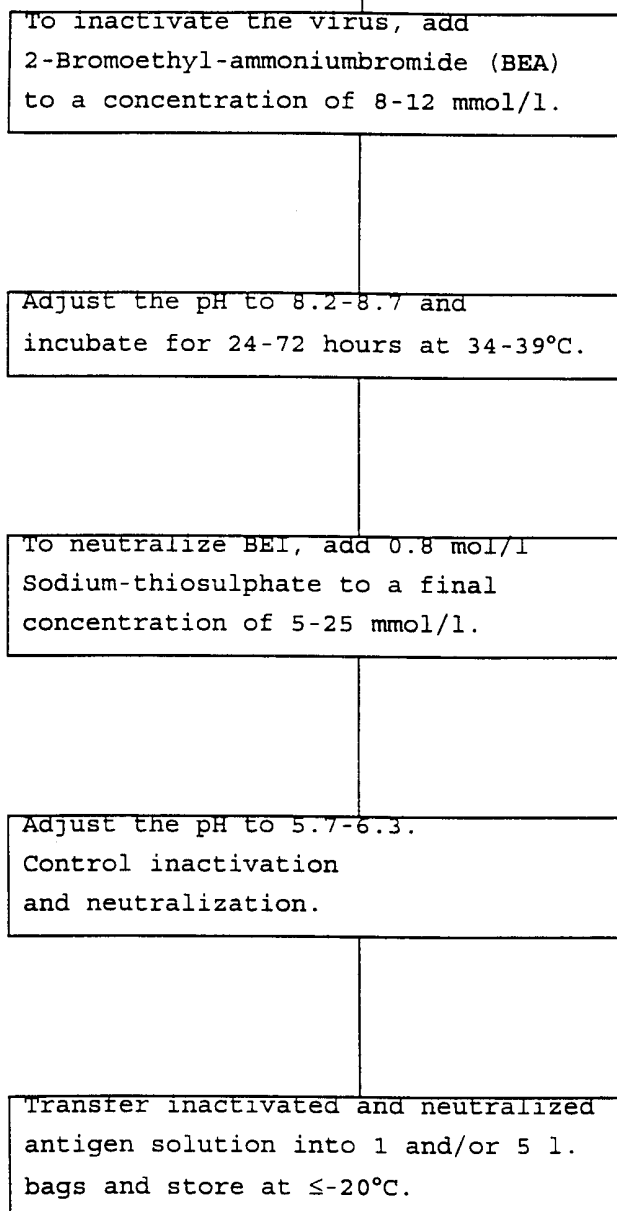 To inactivate the virus, add
2-Bromoethyl-ammoniumbromide (BEA)
to a concentration of 8-12 mmol/l.
Adjust the pH to 8.2-8.7 and
incubate for 24-72 hours at 34-39°C.
To neutralize BEI, add 0.8 mol/l
Sodium-thiosulphate to a final
concentration of 5-25 mmol/l.
Adjust the pH to 5.7-6.3.
Control inactivation
and neutralization.
Transfer inactivated and neutralized
antigen solution into 1 and/or 5 l.
bags and store at ≤-20°C.